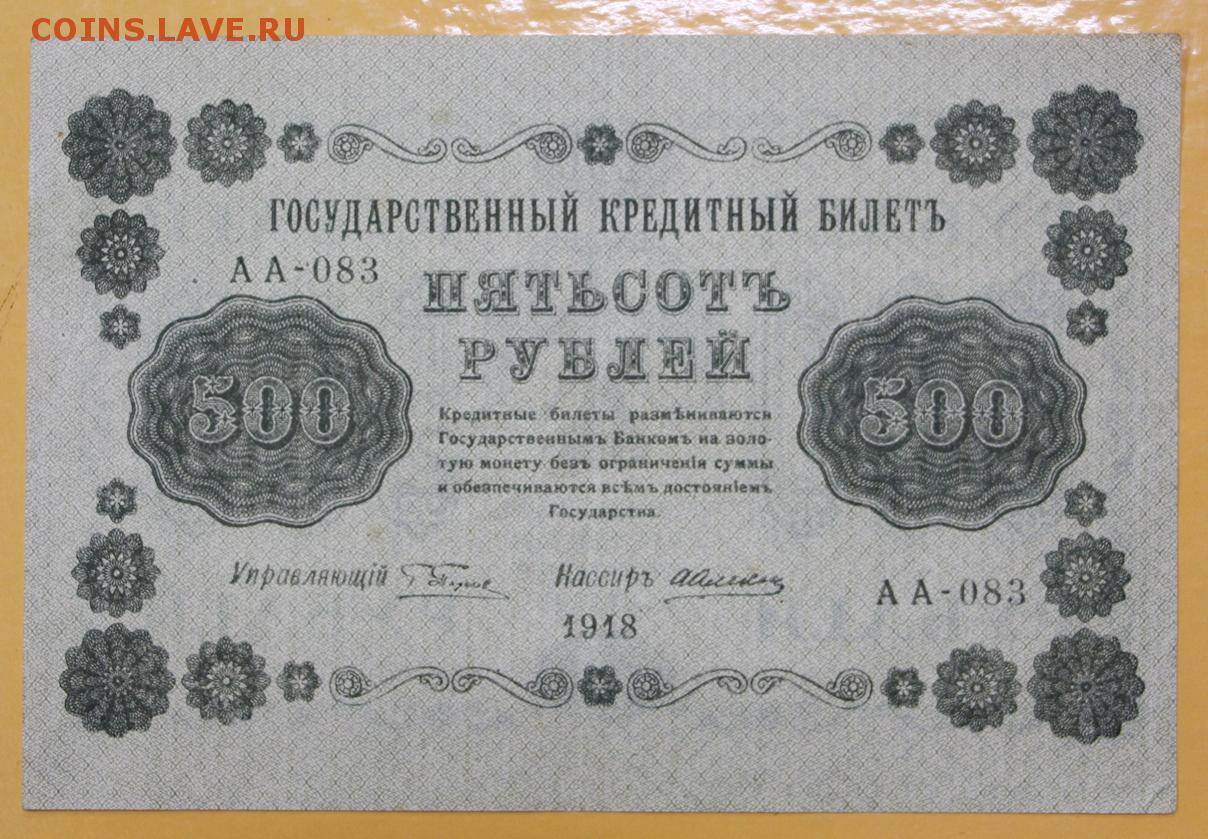 COINS.LAVE.RU
ГОСУДАРСТВЕННЫЙ КРЕДИТНЫЙ БИЛЕТЪ
АА-083
ПЯТЬСОТЪ
РУБЛЕЙ
500
500
Кредитные билеты размѣниваются
Государственнымъ Банкомъ на золо-
тую монету безъ ограниченія суммы
и обезпечиваются всѣмъ достояніемъ
Государства.
Управляющій
Кассиръ
АА-083
1918